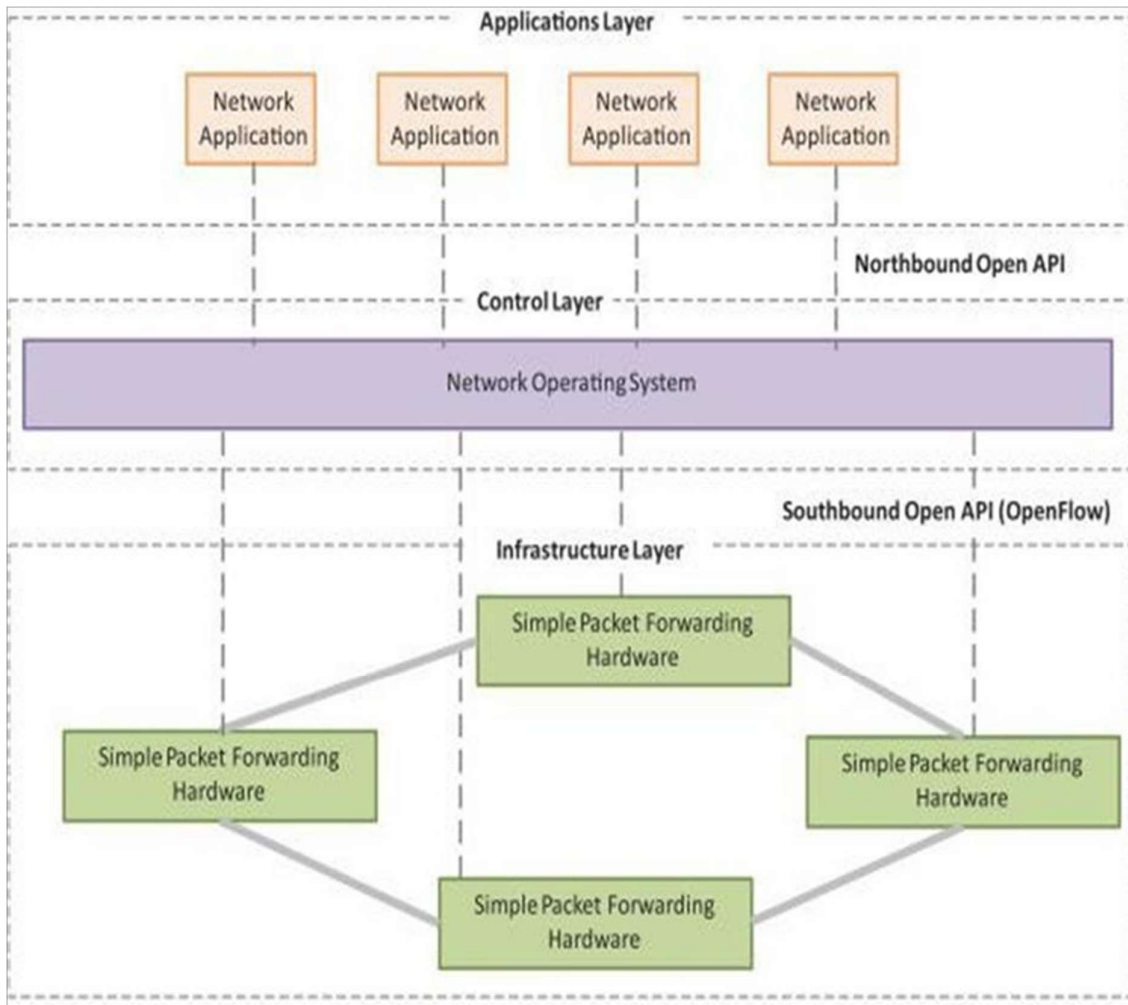 Applications Layer
Network
Application
Network
Application
Network
Application
Network
Application
Northbound Open API
Control Layer
Network Operating System
Southbound Open API (OpenFlow)
Infrastructure Layer
Simple Packet Forwarding
Hardware
Simple Packet Forwarding
Hardware
Simple Packet Forwarding
Hardware
Simple Packet Forwarding
Hardware